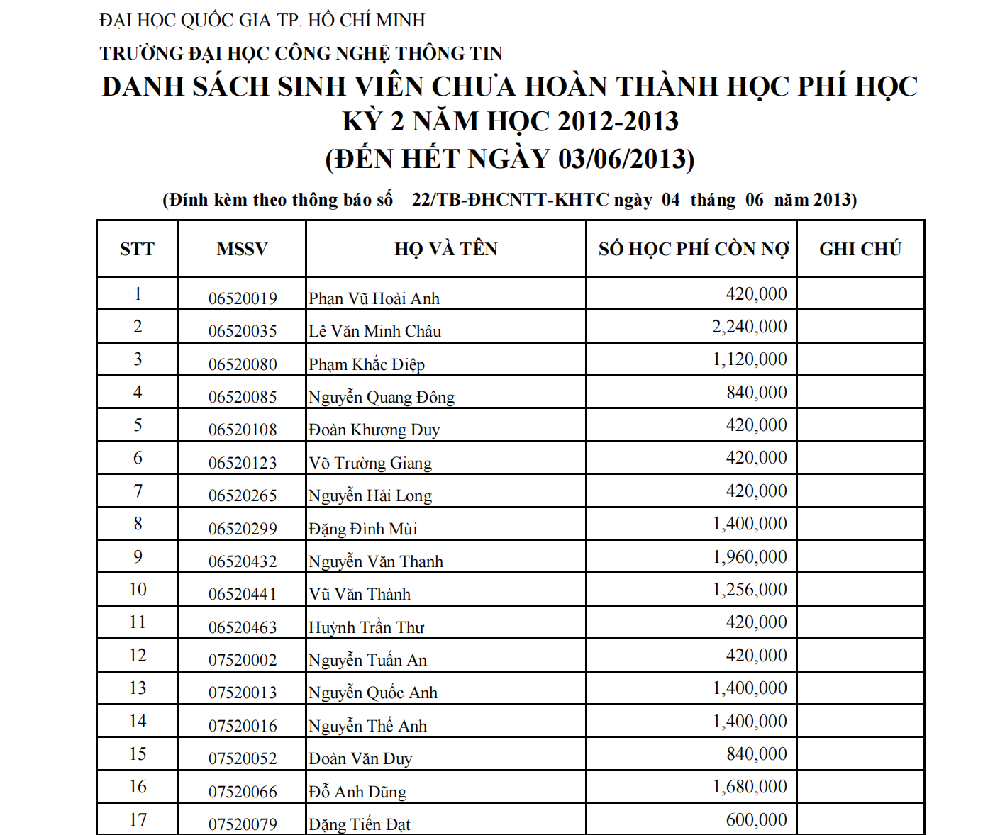 ĐẠI HỌC QUỐC GIA TP. HỒ CHÍ MINH
TRƯỜNG ĐẠI HỌC CÔNG NGHỆ THÔNG TIN
DANH SÁCH SINH VIÊN CHƯA HOÀN THÀNH HỌC PHÍ HỌC
KỲ 2 NĂM HỌC 2012-2013
(ĐẾN HẾT NGÀY 03/06/2013)
(Đính kèm theo thông báo số 22/TB-ĐHCNTT-KHTC ngày 04 tháng 06 năm 2013)
STT MSSV HỌ VÀ TÊN SỐ HỌC PHÍ CÒN NỢ GHI CHÚ
1 06520019 Phạn Vũ Hoài Anh 420,000
2 06520035 Lê Văn Minh Châu 2,240,000
3 06520080 Phạm Khắc Điệp 1,120,000
4 06520085 Nguyễn Quang Đông 840,000
5 06520108 Đoàn Khương Duy 420,000
6 06520123 Võ Trường Giang 420,000
7 06520265 Nguyễn Hải Long 420,000
8 06520299 Đặng Đình Mùi 1,400,000
9 06520432 Nguyễn Văn Thanh 1,960,000
10 06520441 Vũ Văn Thành 1,256,000
11 06520463 Huỳnh Trần Thư 420,000
12 07520002 Nguyễn Tuấn An 420,000
13 07520013 Nguyễn Quốc Anh 1,400,000
14 07520016 Nguyễn Thế Anh 1,400,000
15 07520052 Đoàn Văn Duy 840,000
16 07520066 Đỗ Anh Dũng 1,680,000
17 07520079 Đặng Tiến Đạt 600,000